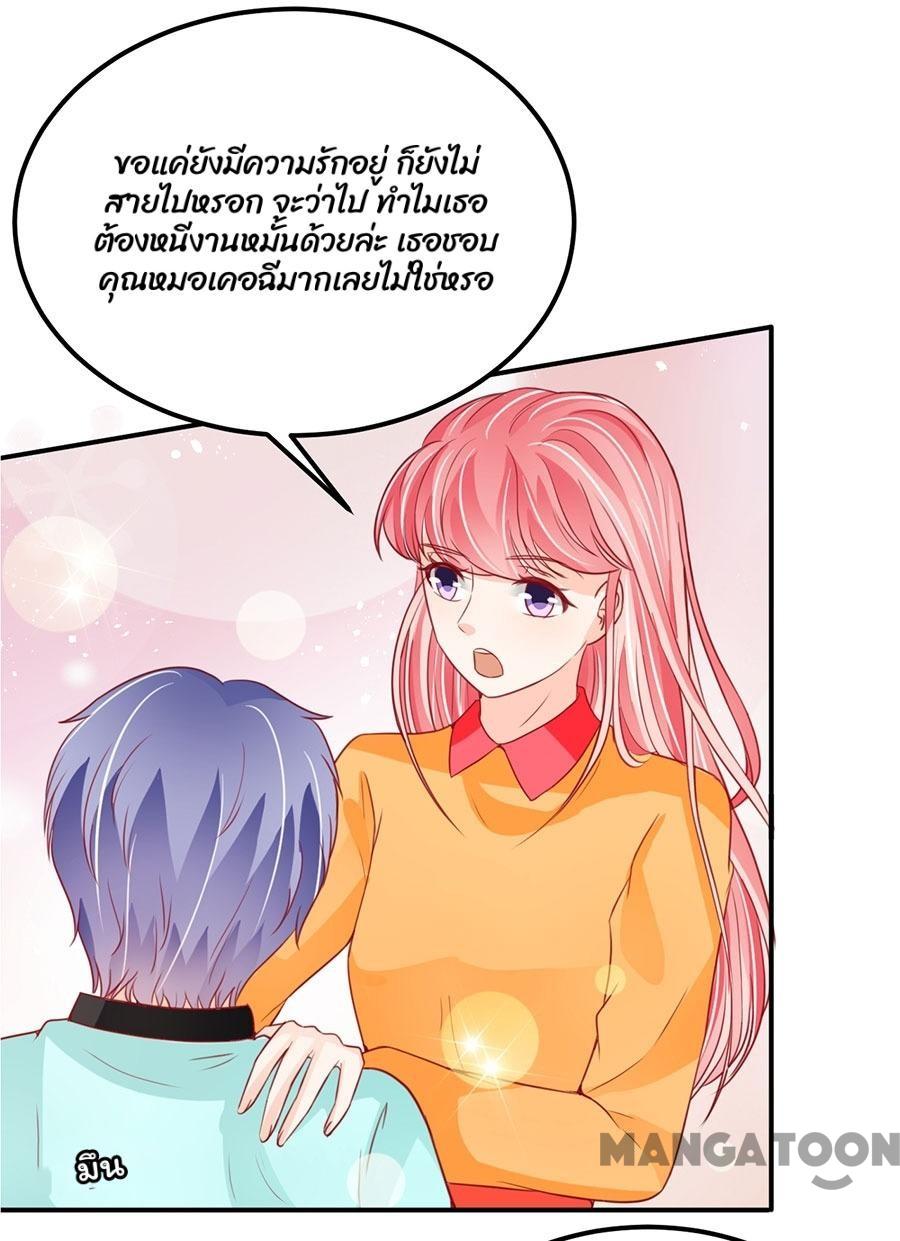 ขอแค่ยังมีความรักอยู่ ก็ยังไม่
สายไปหรอก จะว่าไป ทำไมเธอ
ต้องหนีงานหมั้นด้วยล่ะ เธอชอบ
คุณหมอเคอฉีมากเลยไม่ใช่หรอ
มึน
MANGATOON